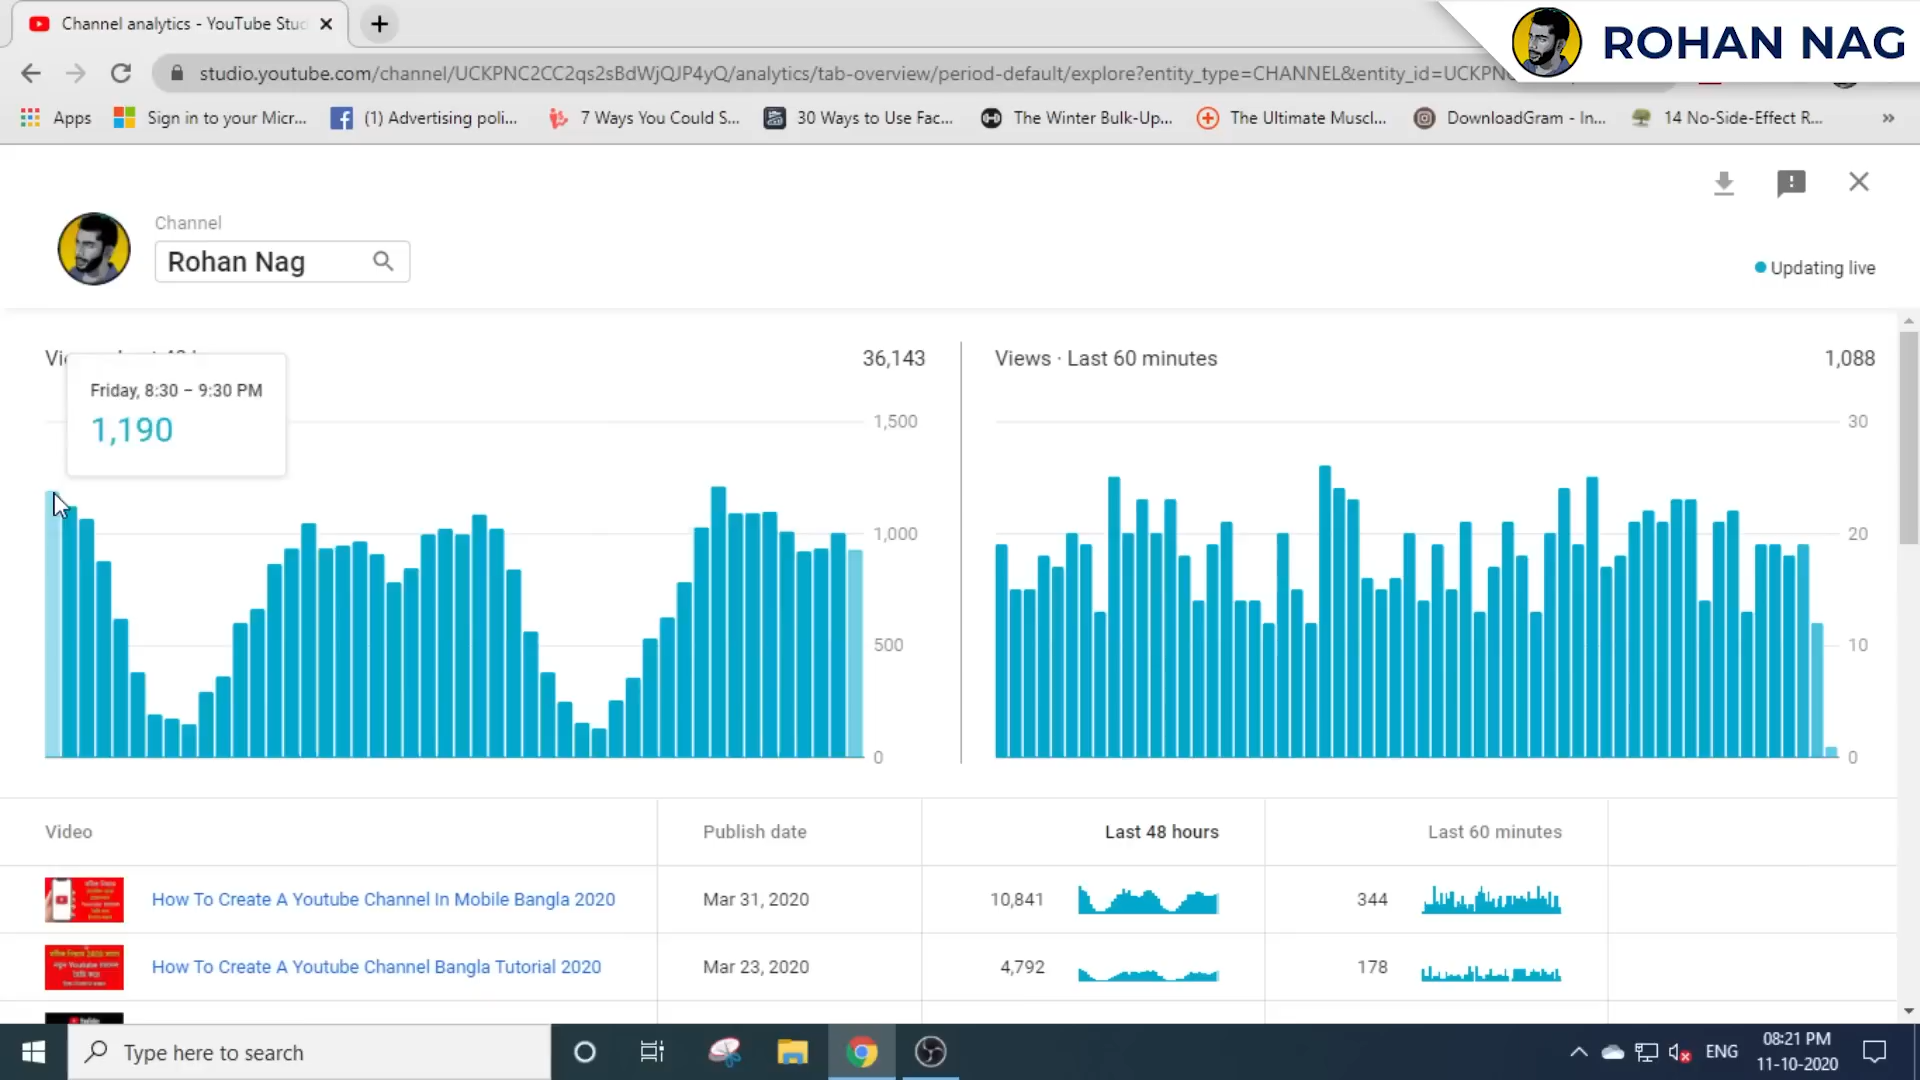 Channel analytics - YouTube Stud
ROHAN NAG
studio.youtube.com/channel/UCKPNC2CC2qs2sBdWjQJP4yQ/analytics/tab-overview/period-default/explore?entity_type=CHANNEL&entity_id=UCKPNC
Apps
Sign in to your Micr...
(1) Advertising poli...
7 Ways You Could S...
30 Ways to Use Fac...
The Winter Bulk-Up...
The Ultimate Muscl...
DownloadGram - In...
14 No-Side-Effect R...
»
Channel
Rohan Nag
Updating live
36,143
Friday, 8:30 – 9:30 PM
1,190
1,500
1,000
500
0
Views · Last 60 minutes
1,088
30
20
10
0
Video
Publish date
Last 48 hours
Last 60 minutes
How To Create A Youtube Channel In Mobile Bangla 2020
Mar 31, 2020
10,841
344
How To Create A Youtube Channel Bangla Tutorial 2020
Mar 23, 2020
4,792
178
Type here to search
ENG
08:21 PM
11-10-2020